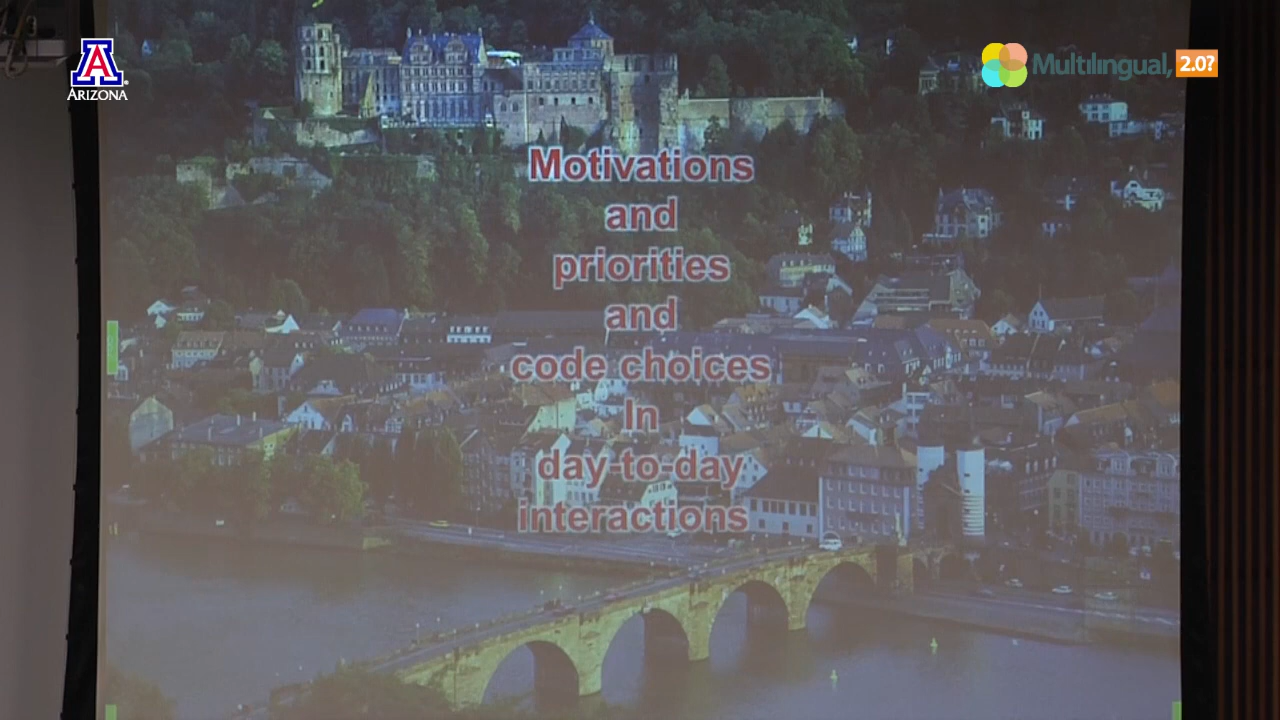 A
ARIZONA
Multilingual, 2.0?
Motivations
and
priorities
and
code choices
In
day-to-day
interactions